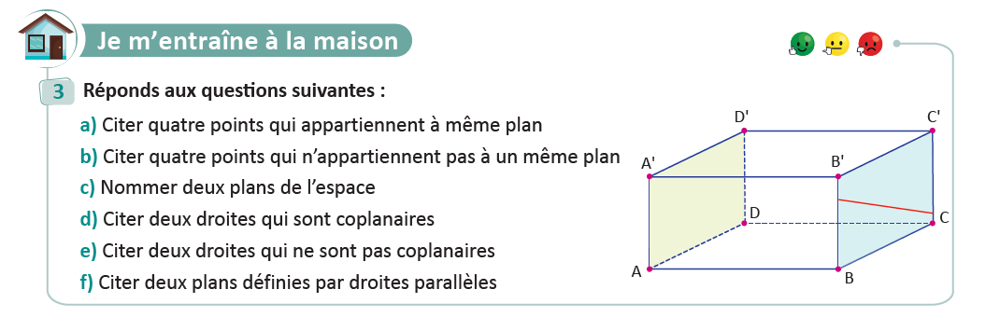 Je m’entraîne à la maison
3 Réponds aux questions suivantes :
a) Citer quatre points qui appartiennent à même plan
b) Citer quatre points qui n’appartiennent pas à un même plan
c) Nommer deux plans de l’espace
d) Citer deux droites qui sont coplanaires
e) Citer deux droites qui ne sont pas coplanaires
f) Citer deux plans définies par droites parallèles
D' C'
A' B'
D C
A B